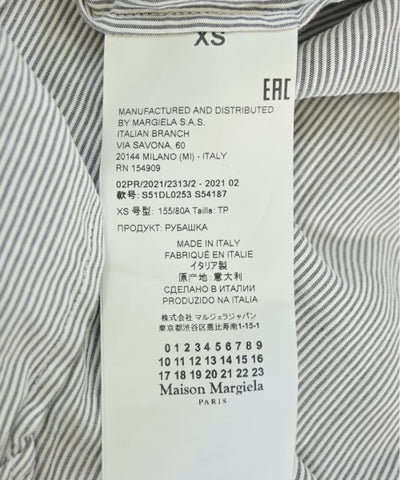 XS
EAC
MANUFACTURED AND DISTRIBUTED
BY MARGIELA S.A.S.
ITALIAN BRANCH
VIA SAVONA, 60
20144 MILANO (MI) - ITALY
RN 154909
02PR/2021/2313/2 - 2021 02
款号: S51DL0253 S54187
XS 号型: 155/80A Taille: TP
ПРОДУКТ: РУБАШКА
MADE IN ITALY
FABRIQUÉ EN ITALIE
イタリア製
原产地: 意大利
СДЕЛАНО В ИТАЛИИ
PRODUZIDO NA ITALIA
株式会社 マルジェラジャパン
東京都渋谷区恵比寿南1-15-1
0 1 2 3 4 5 6 7 8 9
10 11 12 13 14 15 16
17 18 19 20 21 22 23
Maison Margiela
PARIS